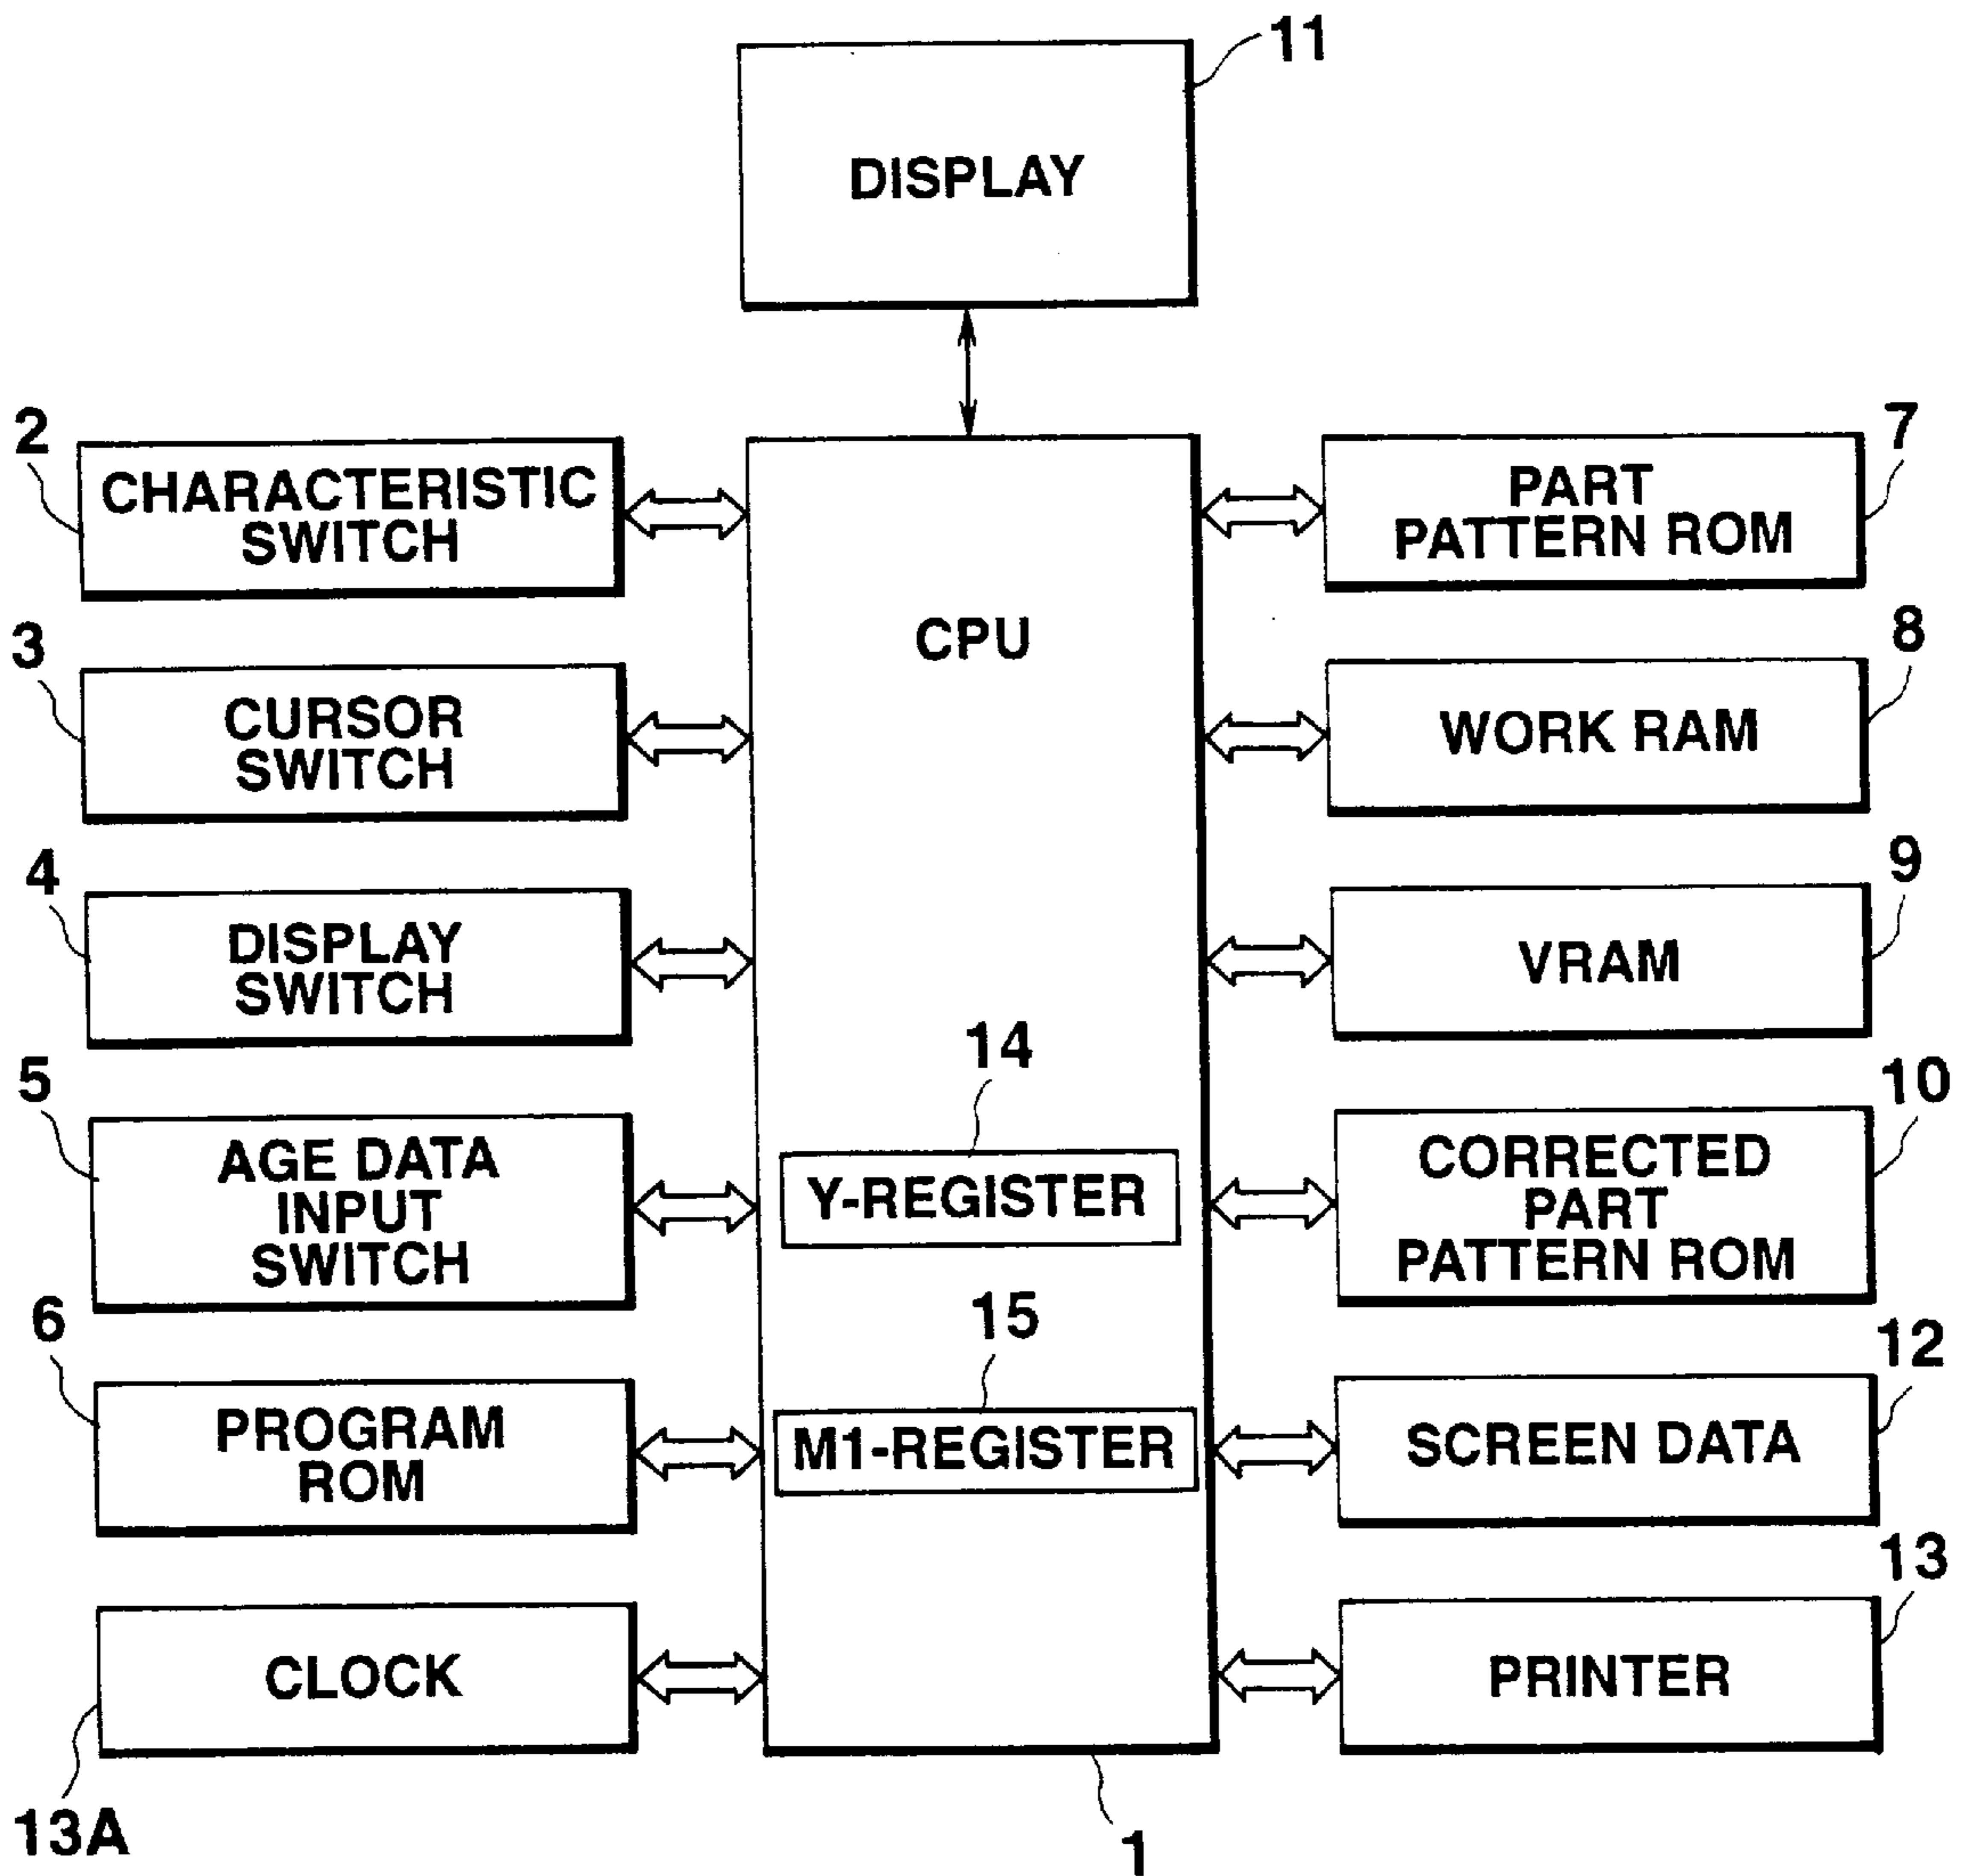 11
DISPLAY
2
CHARACTERISTIC
SWITCH
3
CURSOR
SWITCH
4
DISPLAY
SWITCH
5
AGE DATA
INPUT
SWITCH
6
PROGRAM
ROM
CLOCK
13A
CPU
14
Y-REGISTER
15
M1-REGISTER
1
7
PART
PATTERN ROM
8
WORK RAM
9
VRAM
10
CORRECTED
PART
PATTERN ROM
12
SCREEN DATA
13
PRINTER